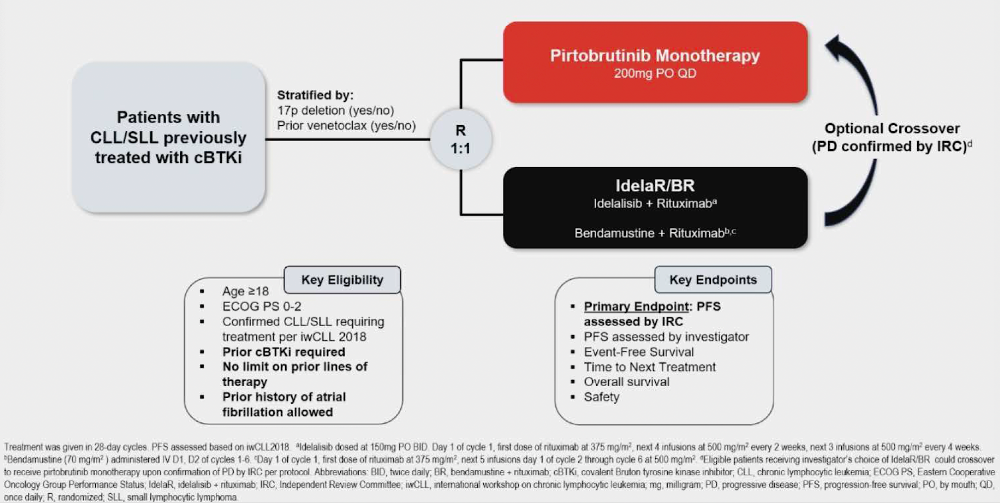 Pirtobrutinib Monotherapy
200mg PO QD
Patients with
CLL/SLL previously
treated with cBTKi
Stratified by:
17p deletion (yes/no)
Prior venetoclax (yes/no)
R
1:1
Optional Crossover
(PD confirmed by IRC)ᵈ
IdelaR/BR
Idelalisib + Rituximabᵃ
Bendamustine + Rituximabᵇ,ᶜ
Key Eligibility
▪ Age ≥18
▪ ECOG PS 0-2
▪ Confirmed CLL/SLL requiring
treatment per iwCLL 2018
▪ Prior cBTKi required
▪ No limit on prior lines of
therapy
▪ Prior history of atrial
fibrillation allowed
Key Endpoints
▪ Primary Endpoint: PFS
assessed by IRC
▪ PFS assessed by investigator
▪ Event-Free Survival
▪ Time to Next Treatment
▪ Overall survival
▪ Safety
Treatment was given in 28-day cycles. PFS assessed based on iwCLL2018. ᵃIdelalisib dosed at 150mg PO BID. Day 1 of cycle 1, first dose of rituximab at 375 mg/m², next 4 infusions at 500 mg/m² every 2 weeks, next 3 infusions at 500 mg/m² every 4 weeks.
ᵇBendamustine (70 mg/m² ) administered IV D1, D2 of cycles 1-6. ᶜDay 1 of cycle 1, first dose of rituximab at 375 mg/m², next 5 infusions day 1 of cycle 2 through cycle 6 at 500 mg/m². ᵈEligible patients receiving investigator's choice of IdelaR/BR could crossover
to receive pirtobrutinib monotherapy upon confirmation of PD by IRC per protocol. Abbreviations: BID, twice daily; BR, bendamustine + rituximab; cBTKi, covalent Bruton tyrosine kinase inhibitor; CLL, chronic lymphocytic leukemia; ECOG PS, Eastern Cooperative
Oncology Group Performance Status; IdelaR, idelalisib + rituximab; IRC, Independent Review Committee; iwCLL, international workshop on chronic lymphocytic leukemia; mg, milligram; PD, progressive disease; PFS, progression-free survival; PO, by mouth; QD,
once daily; R, randomized; SLL, small lymphocytic lymphoma.